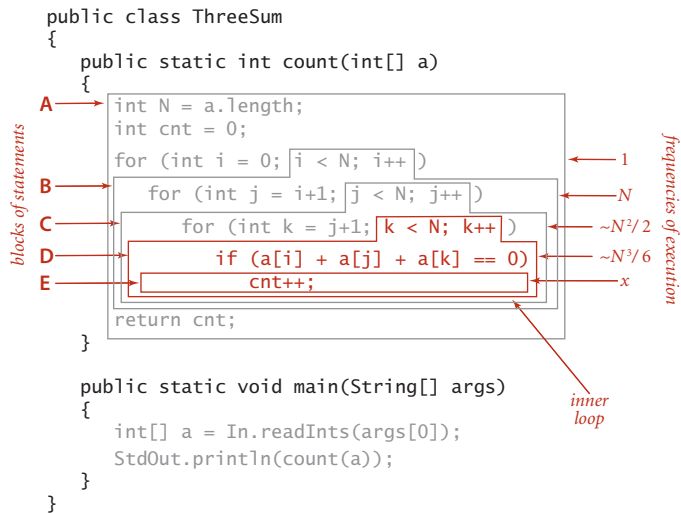 public class ThreeSum
{
public static int count(int[] a)
{
A int N = a.length;
int cnt = 0;
for (int i = 0; i < N; i++ ) 1
B for (int j = i+1; j < N; j++ ) N
C for (int k = j+1; k < N; k++ ) ~N²/2
D if (a[i] + a[j] + a[k] == 0) ~N³/6
E cnt++; x
return cnt;
}
blocks of statements
frequencies of execution
inner
loop
public static void main(String[] args)
{
int[] a = In.readInts(args[0]);
StdOut.println(count(a));
}
}